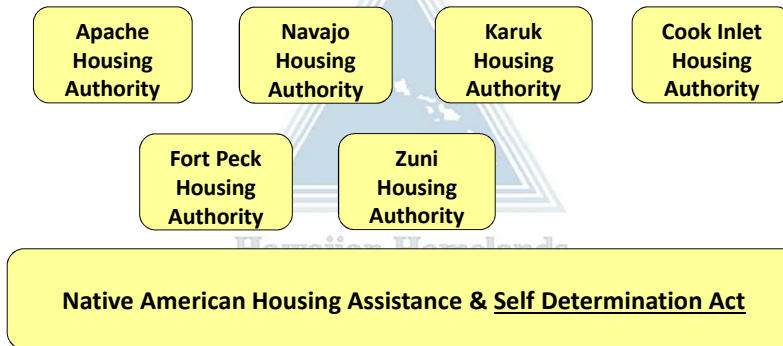 Apache
Housing
Authority
Navajo
Housing
Authority
Karuk
Housing
Authority
Cook Inlet
Housing
Authority
Fort Peck
Housing
Authority
Zuni
Housing
Authority
Hawaiian Homelands
Native American Housing Assistance & Self Determination Act